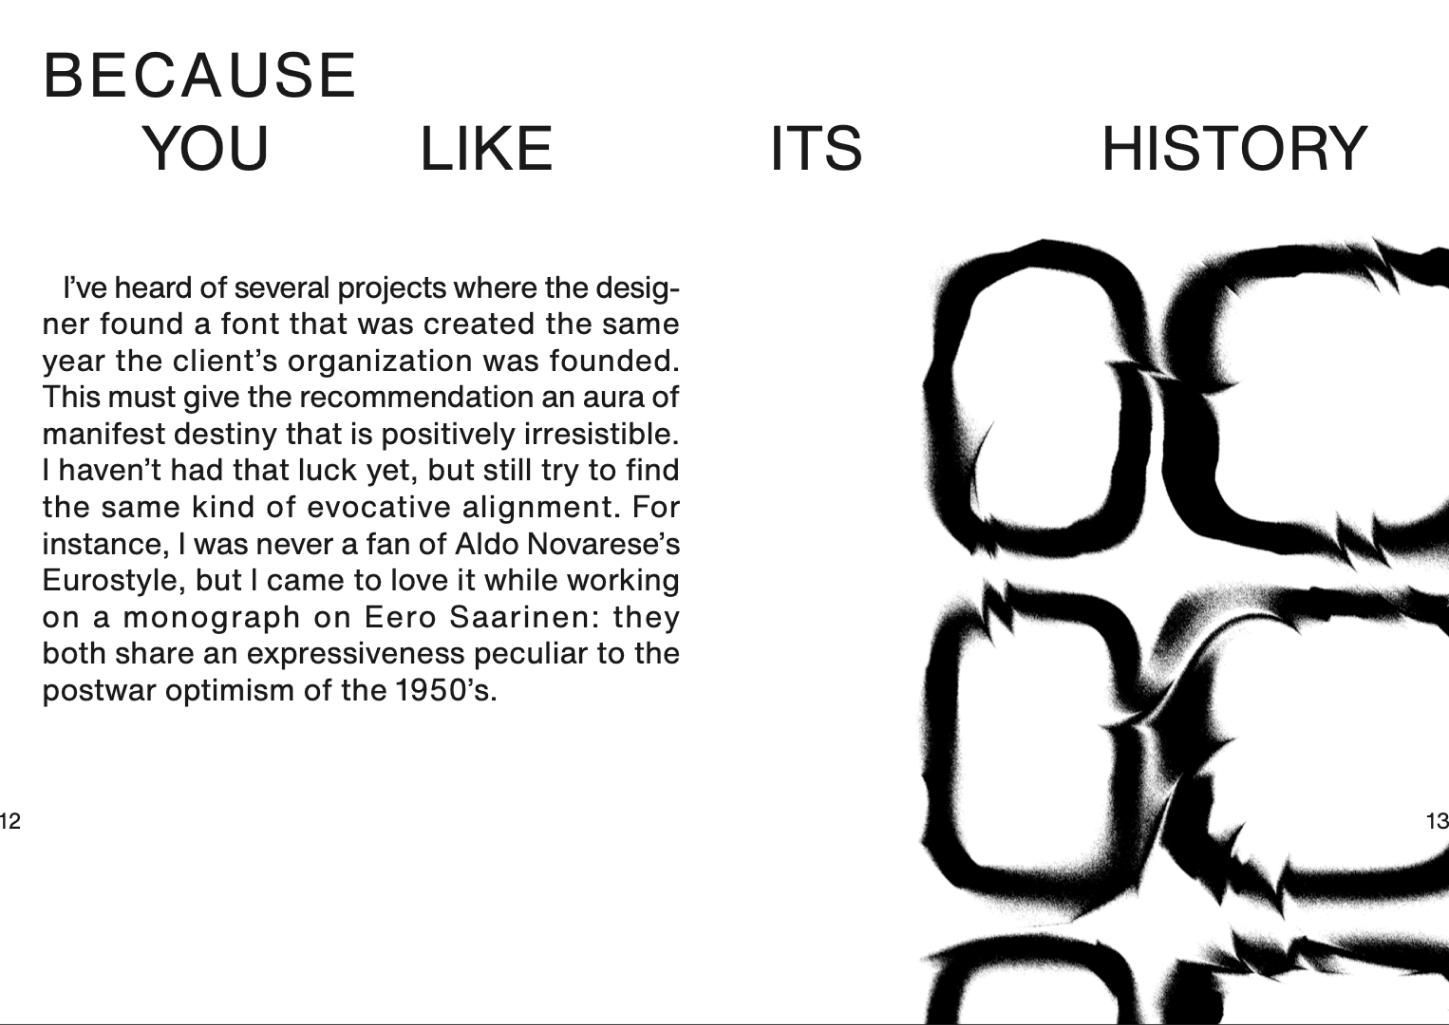 BECAUSE
YOU LIKE ITS HISTORY
I’ve heard of several projects where the desig-
ner found a font that was created the same
year the client’s organization was founded.
This must give the recommendation an aura of
manifest destiny that is positively irresistible.
I haven’t had that luck yet, but still try to find
the same kind of evocative alignment. For
instance, I was never a fan of Aldo Novarese’s
Eurostyle, but I came to love it while working
on a monograph on Eero Saarinen: they
both share an expressiveness peculiar to the
postwar optimism of the 1950’s.
12
13